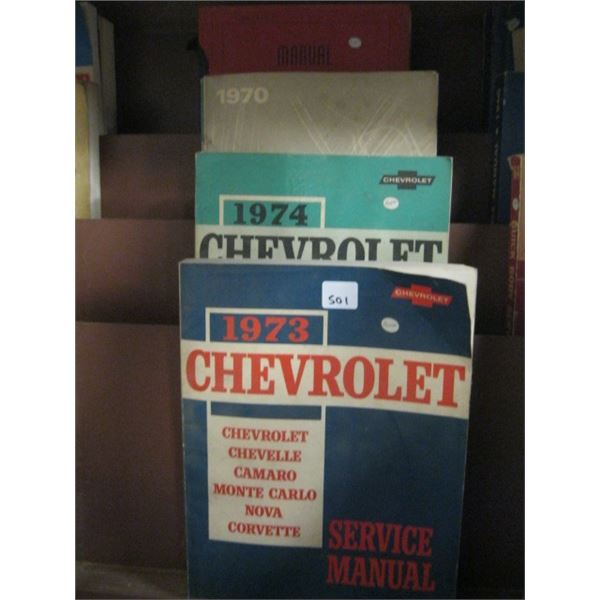 MANUAL
1970
CHEVROLET
1974
CHEVROLET
501
CHEVROLET
1973
CHEVROLET
CHEVROLET
CHEVELLE
CAMARO
MONTE CARLO
NOVA
CORVETTE
SERVICE
MANUAL